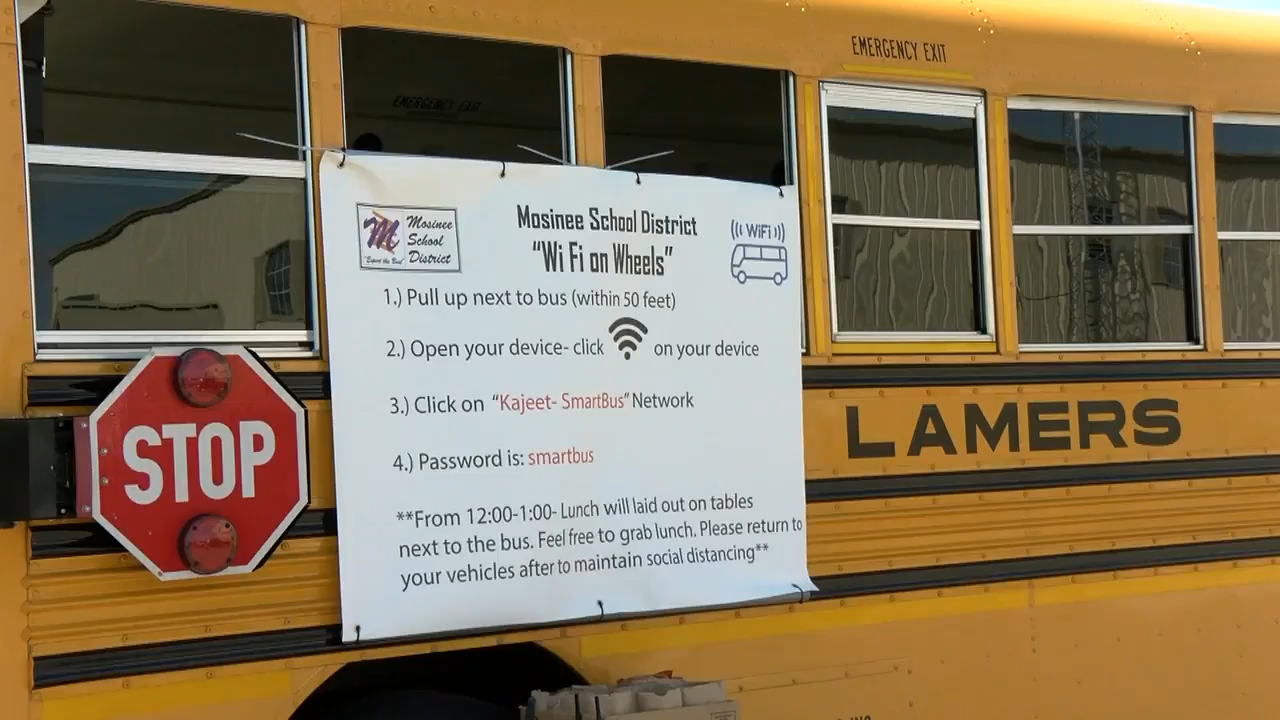 EMERGENCY EXIT
EMERGENCY EXIT
Mosinee
School
District
"Expect the Best"
Mosinee School District
"Wi Fi on Wheels"
((( WiFi )))
1.) Pull up next to bus (within 50 feet)
2.) Open your device- click on your device
3.) Click on "Kajeet- SmartBus" Network
4.) Password is: smartbus
**From 12:00-1:00- Lunch will laid out on tables
next to the bus. Feel free to grab lunch. Please return to
your vehicles after to maintain social distancing**
STOP
LAMERS